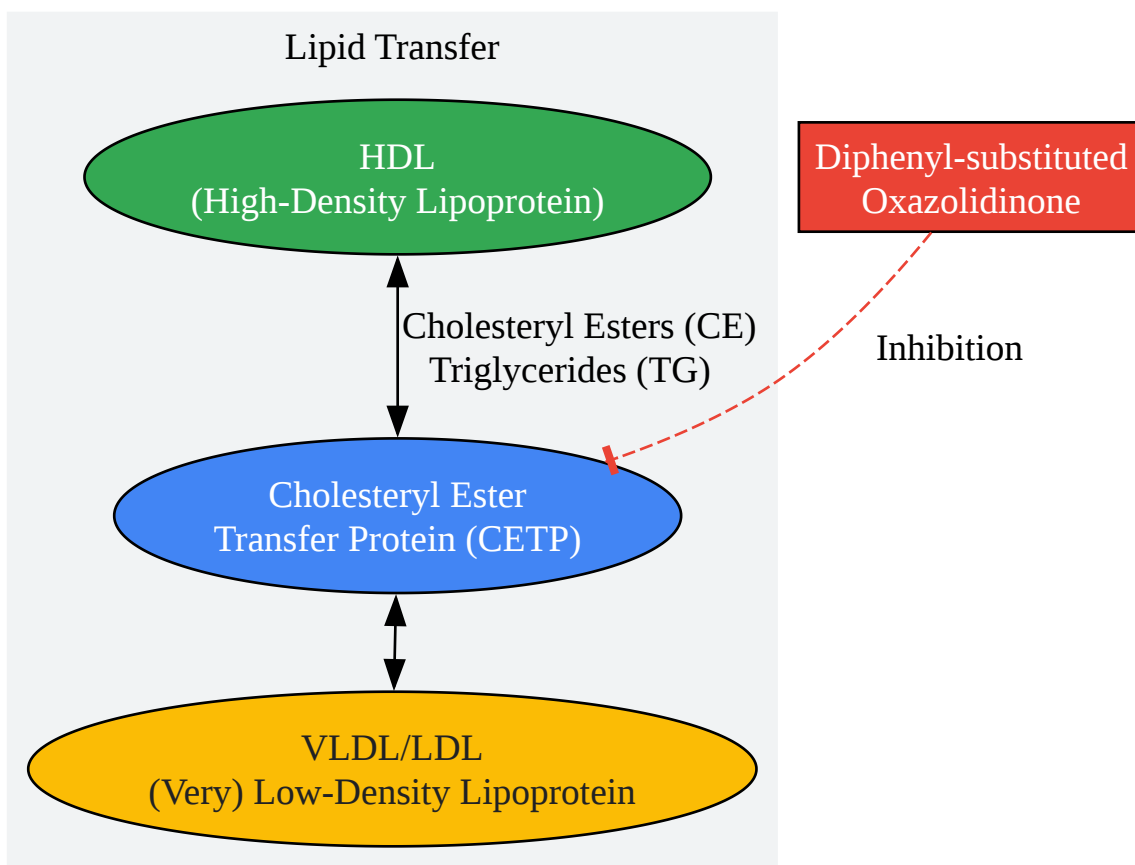 Lipid Transfer
HDL
(High-Density Lipoprotein)
Diphenyl-substituted
Oxazolidinone
Cholesteryl Esters (CE)
Triglycerides (TG)
Inhibition
Cholesteryl Ester
Transfer Protein (CETP)
VLDL/LDL
(Very) Low-Density Lipoprotein